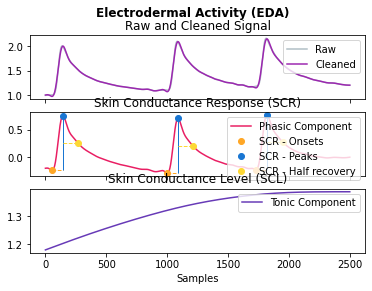 Electrodermal Activity (EDA)
Raw and Cleaned Signal
2.0
1.5
1.0
Raw
Cleaned
Skin Conductance Response (SCR)
0.5
0.0
Phasic Component
SCR - Onsets
SCR - Peaks
SCR - Half recovery
Skin Conductance Level (SCL)
1.3
1.2
Tonic Component
0
500
1000
1500
2000
2500
Samples